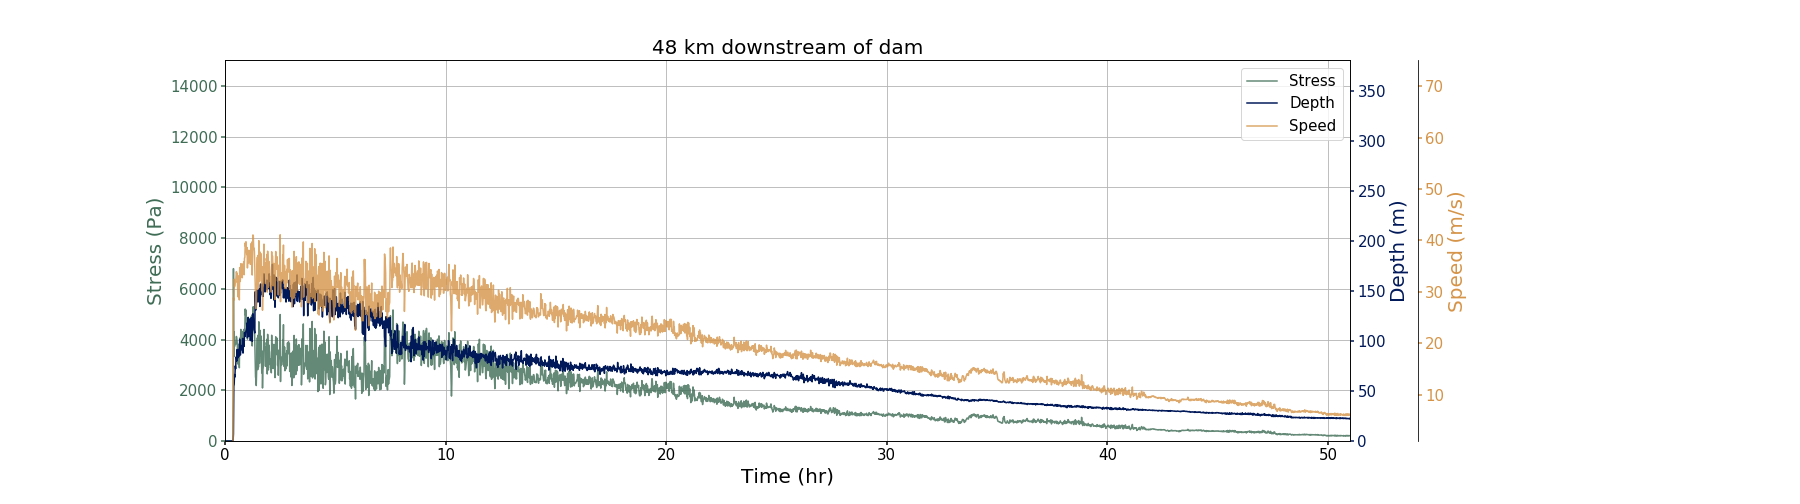 48 km downstream of dam
Stress (Pa)
14000
12000
10000
8000
6000
4000
2000
0
Stress
Depth
Speed
350
300
250
200
150
100
50
0
Depth (m)
70
60
50
40
30
20
10
Speed (m/s)
0 10 20 30 40 50
Time (hr)